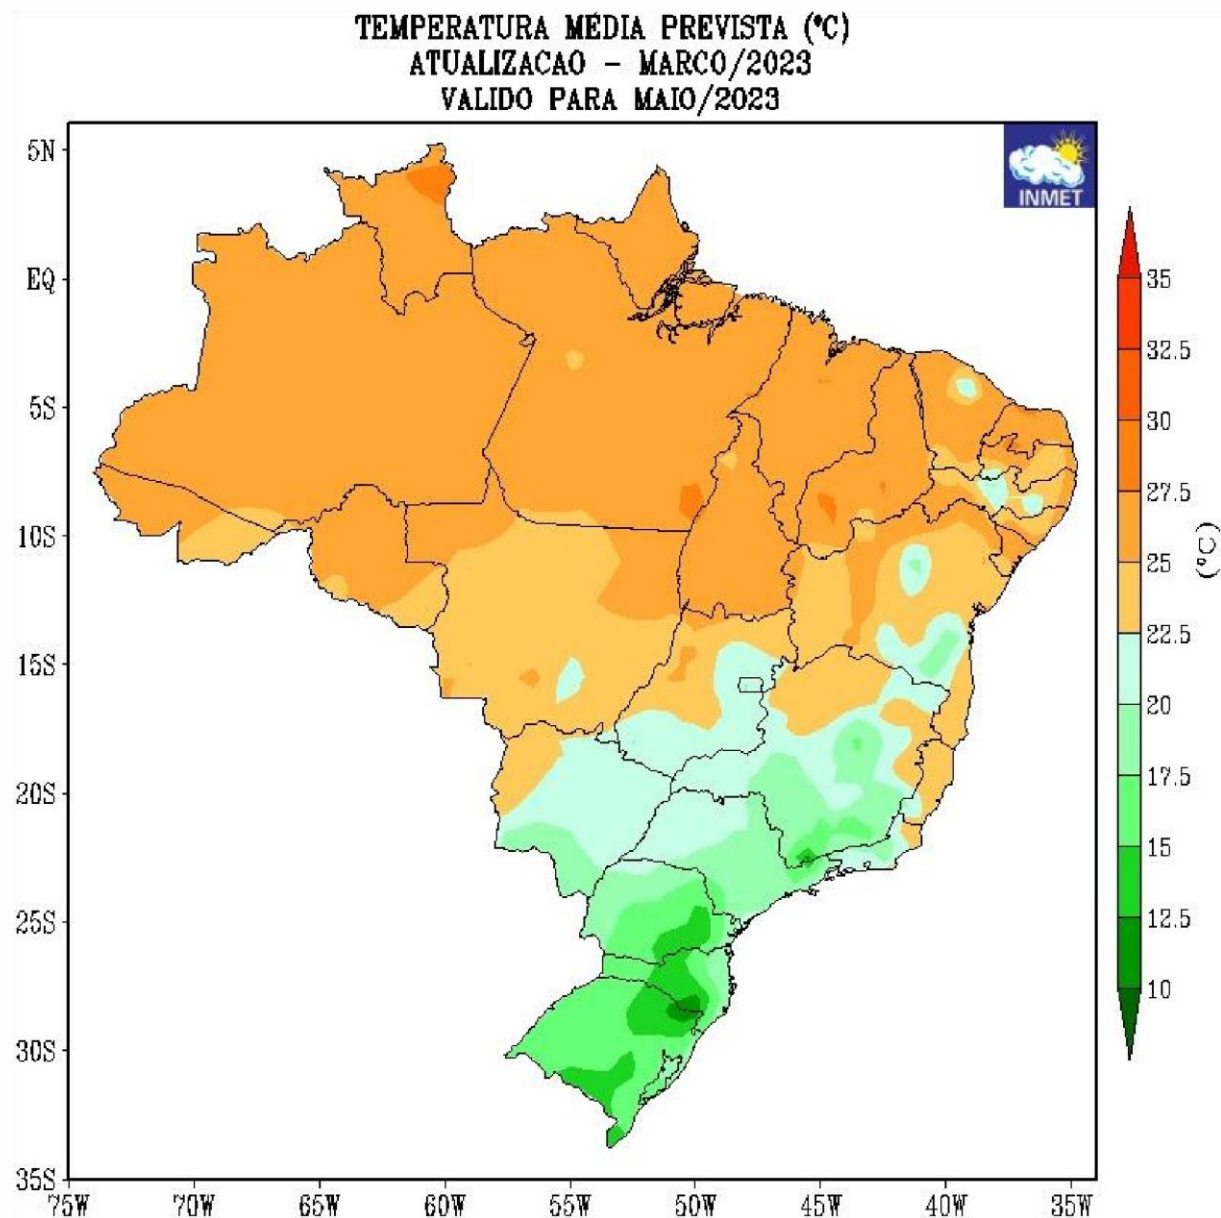 TEMPERATURA MÉDIA PREVISTA (°C)
ATUALIZACAO - MARCO/2023
VALIDO PARA MAIO/2023
INMET
5N
EQ
5S
10S
15S
20S
25S
30S
35S
75W
70W
65W
60W
55W
50W
45W
40W
35W
35
32.5
30
27.5
25
22.5
20
17.5
15
12.5
10
(°C)